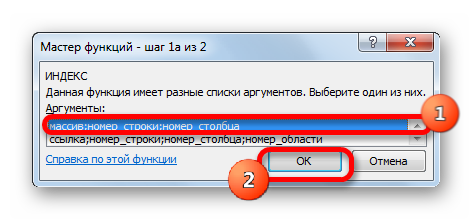 Мастер функций - шаг 1а из 2
ИНДЕКС
Данная функция имеет разные списки аргументов. Выберите один из них.
Аргументы:
массив;номер_строки;номер_столбца
1
ссылка;номер_строки;номер_столбца;номер_области
Справка по этой функции
2
ОК
Отмена